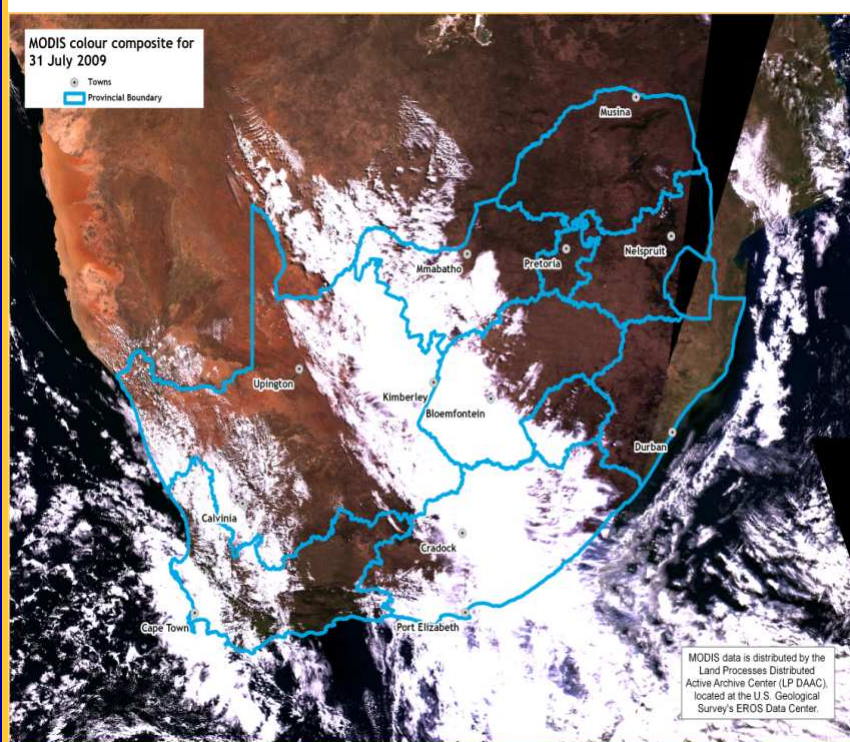 MODIS colour composite for
31 July 2009
Towns
Provincial Boundary
Musina
Nelspruit
Pretoria
Mmabatho
Upington
Kimberley
Bloemfontein
Durban
Calvinia
Cradock
Cape Town
Port Elizabeth
MODIS data is distributed by the
Land Processes Distributed
Active Archive Center (LP DAAC),
located at the U.S. Geological
Survey's EROS Data Center.